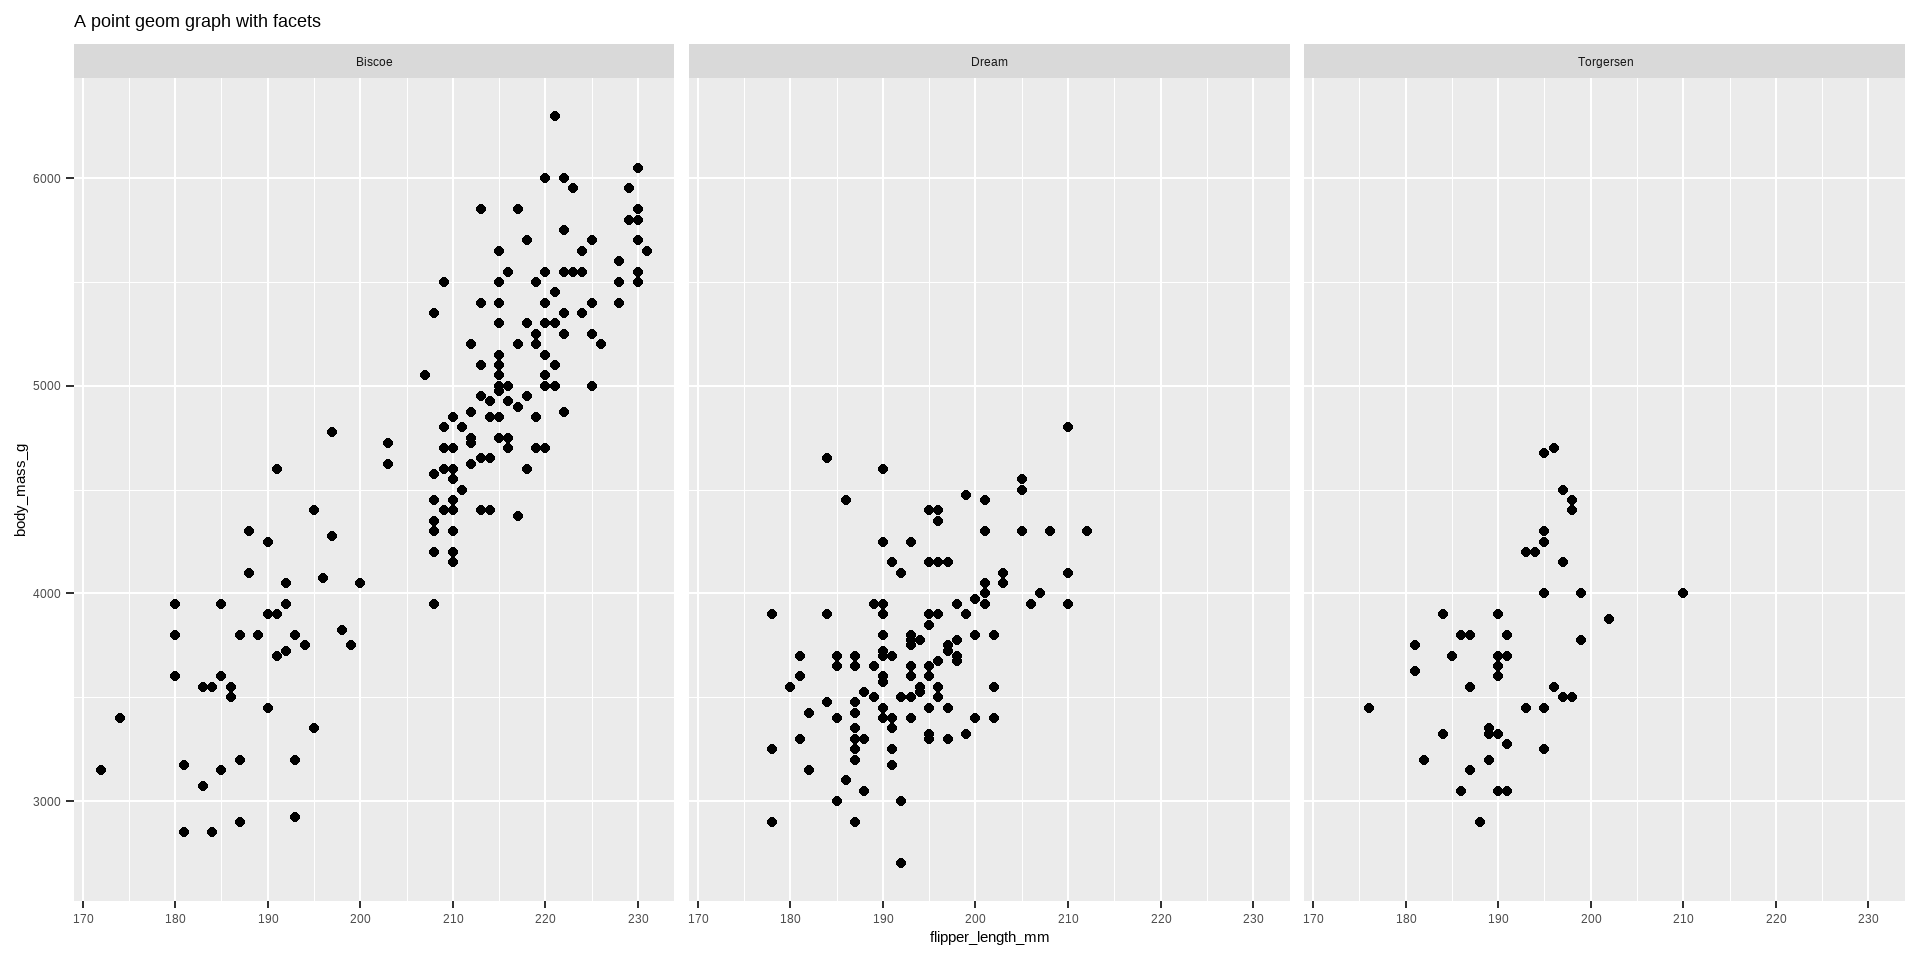 A point geom graph with facets
Biscoe Dream Torgersen
body_mass_g
6000
5000
4000
3000
170 180 190 200 210 220 230 170 180 190 200 210 220 230 170 180 190 200 210 220 230
flipper_length_mm